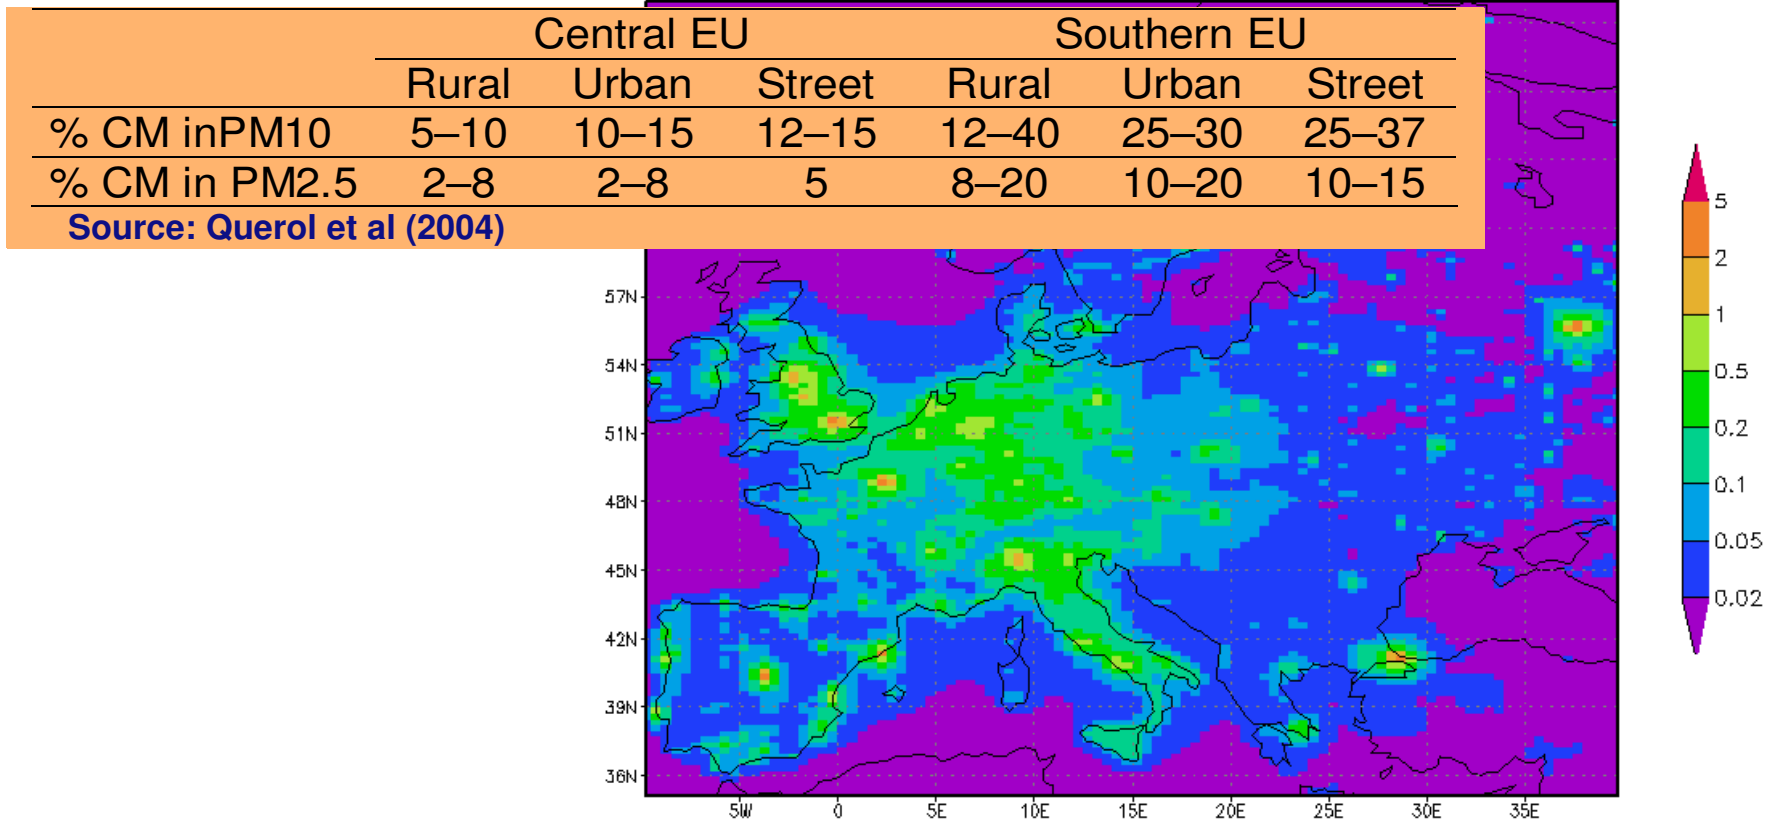 Central EU Southern EU
Rural Urban Street Rural Urban Street
% CM inPM10 5–10 10–15 12–15 12–40 25–30 25–37
% CM in PM2.5 2–8 2–8 5 8–20 10–20 10–15
Source: Querol et al (2004)
57N
54N
51N
48N
45N
42N
39N
36N
5W 0 5E 10E 15E 20E 25E 30E 35E
5
2
1
0.5
0.2
0.1
0.05
0.02